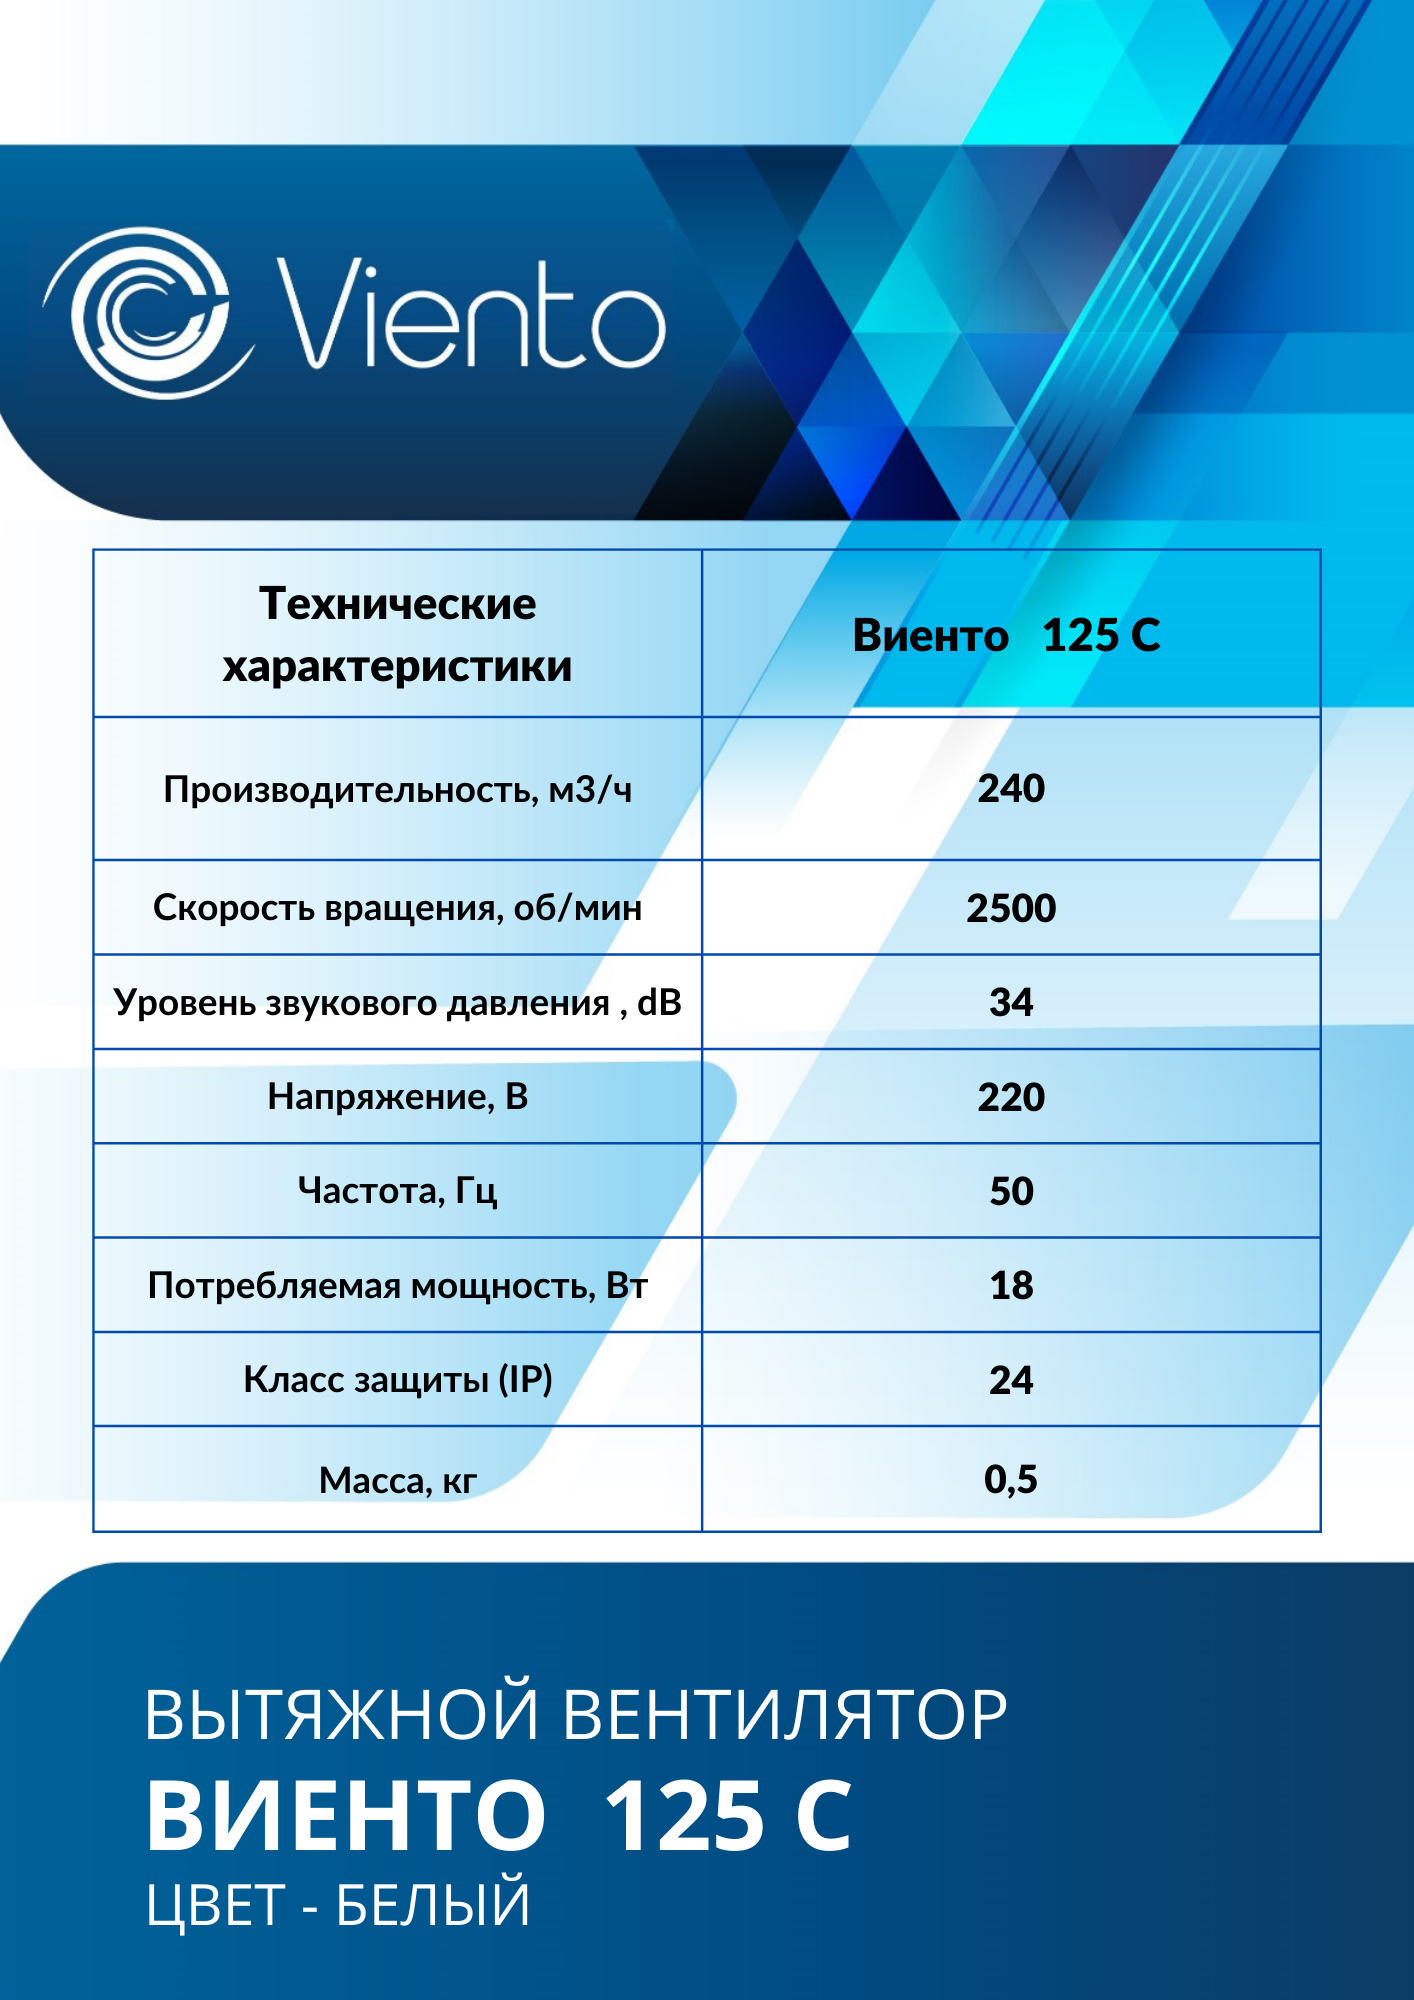 Viento
Технические
характеристики
Виенто 125 С
Производительность, м3/ч
240
Скорость вращения, об/мин
2500
Уровень звукового давления , dB
34
Напряжение, В
220
Частота, Гц
50
Потребляемая мощность, Вт
18
Класс защиты (IP)
24
Масса, кг
0,5
ВЫТЯЖНОЙ ВЕНТИЛЯТОР
ВИЕНТО 125 С
ЦВЕТ - БЕЛЫЙ